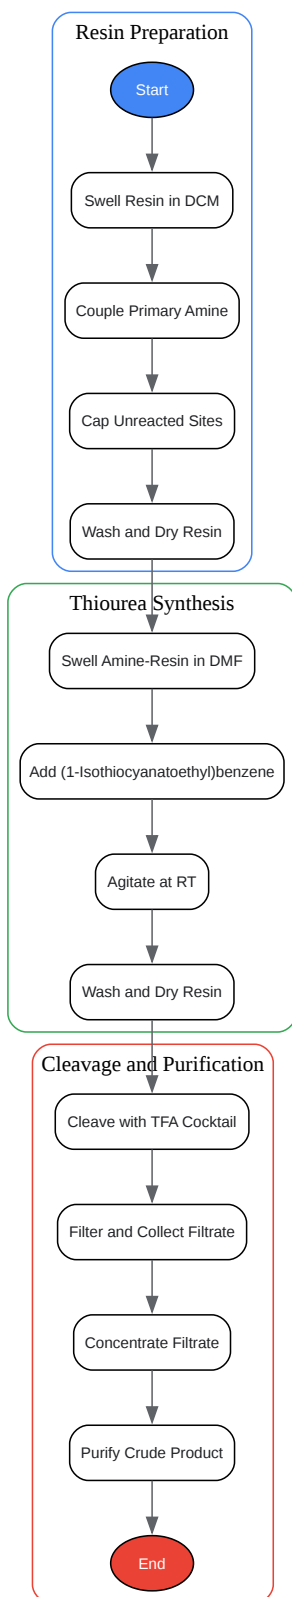 Resin Preparation
Start
Swell Resin in DCM
Couple Primary Amine
Cap Unreacted Sites
Wash and Dry Resin
Thiourea Synthesis
Swell Amine-Resin in DMF
Add (1-Isothiocyanatoethyl)benzene
Agitate at RT
Wash and Dry Resin
Cleavage and Purification
Cleave with TFA Cocktail
Filter and Collect Filtrate
Concentrate Filtrate
Purify Crude Product
End